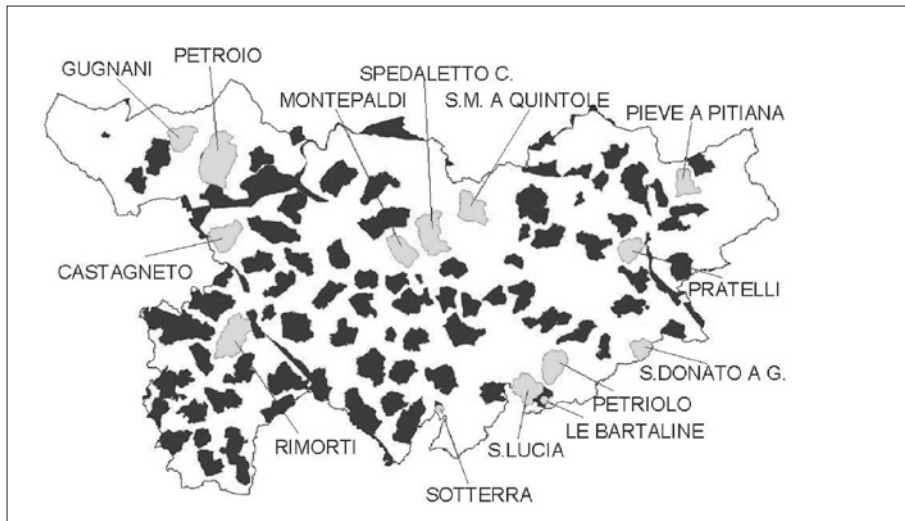 PETROIO
GUGNANI
SPEDALETTO C.
MONTEPALDI
S.M. A QUINTOLE
PIEVE A PITIANA
CASTAGNETO
PRATELLI
S.DONATO A G.
PETRIOLO
LE BARTALINE
RIMORTI
S.LUCIA
SOTTERRA